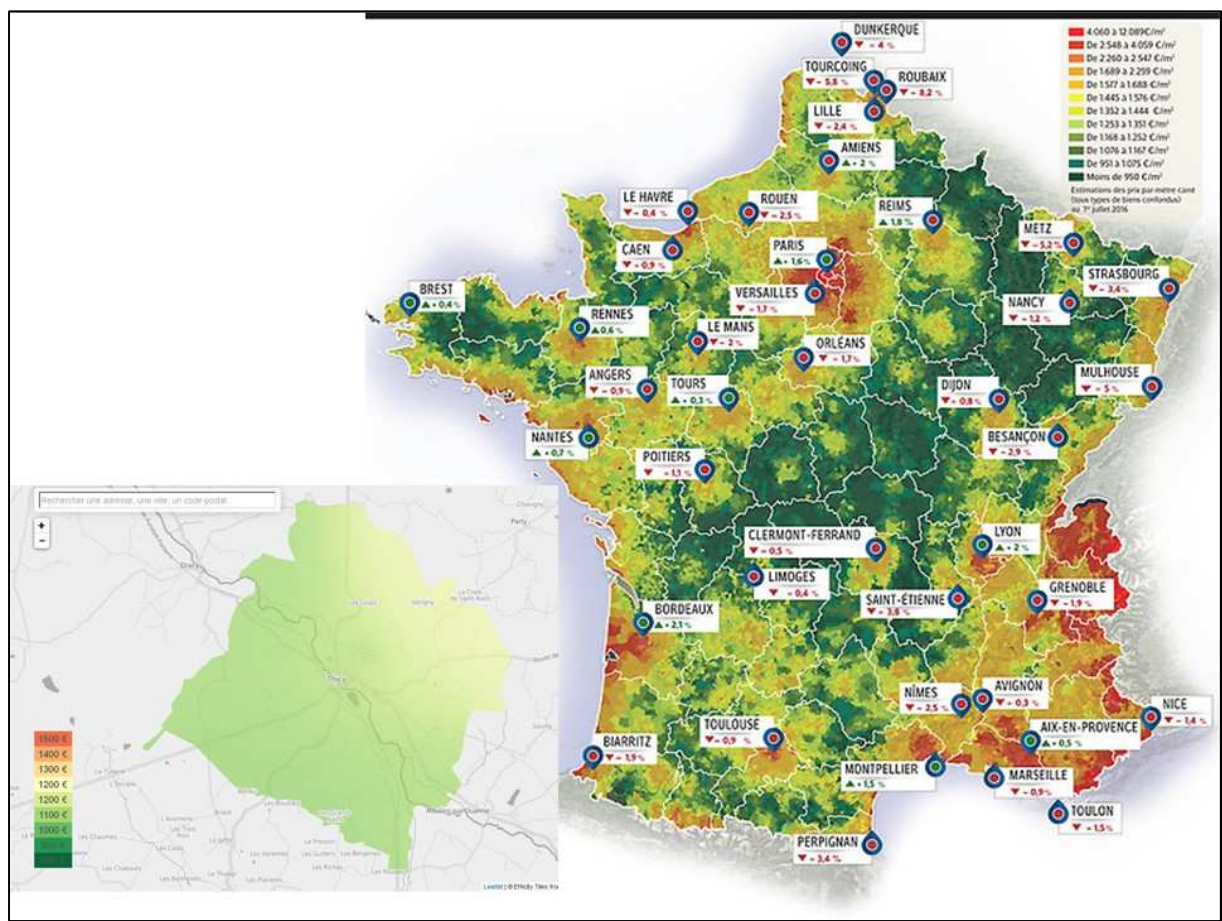 DUNKERQUE
▼ - 4 %
TOURCOING
▼ - 5,8 %
ROUBAIX
▼ - 8,2 %
LILLE
▼ - 2,4 %
AMIENS
▲ + 2 %
LE HAVRE
▼ - 0,4 %
ROUEN
▼ - 2,5 %
REIMS
▲ 1,8 %
METZ
▼ - 5,2 %
CAEN
▼ - 0,9 %
PARIS
▲ + 1,6 %
STRASBOURG
▼ - 3,4 %
BREST
▲ + 0,4 %
VERSAILLES
▼ - 1,7 %
NANCY
▼ - 1,2 %
RENNES
▲ 0,6 %
LE MANS
▼ - 2 %
ORLÉANS
▼ - 1,7 %
ANGERS
▼ - 0,9 %
TOURS
▲ + 0,3 %
DIJON
▼ - 0,8 %
MULHOUSE
▼ - 5 %
NANTES
▲ + 0,7 %
BESANÇON
▼ - 2,9 %
POITIERS
▼ - 1,1 %
CLERMONT-FERRAND
▼ - 0,5 %
LYON
▲ + 2 %
LIMOGES
▼ - 0,4 %
SAINT-ÉTIENNE
▼ - 3,8 %
GRENOBLE
▼ - 1,9 %
BORDEAUX
▲ + 2,1 %
NÎMES
▼ - 2,5 %
AVIGNON
NICE
▼ - 1,4 %
TOULOUSE
▼ - 0,9 %
AIX-EN-PROVENCE
▲ + 0,5 %
BIARRITZ
▼ - 1,9 %
MONTPELLIER
▲ + 1,5 %
MARSEILLE
▼ - 0,9 %
TOULON
▼ - 1,5 %
PERPIGNAN
▼ - 3,4 %
4 060 à 12 089 €/m²
De 2 548 à 4 059 €/m²
De 2 260 à 2 547 €/m²
De 1 689 à 2 259 €/m²
De 1 577 à 1 688 €/m²
De 1 445 à 1 576 €/m²
De 1 352 à 1 444 €/m²
De 1 253 à 1 351 €/m²
De 1 168 à 1 252 €/m²
De 1 076 à 1 167 €/m²
De 951 à 1 075 €/m²
Moins de 950 €/m²
Estimations des prix par mètre carré
(tous types de biens confondus)
au 1er juillet 2016
Rechercher une adresse, une ville, un code postal.
+
-
1500 €
1400 €
1300 €
1200 €
1200 €
1100 €
1000 €
Les Varennes
Les Bergeries
Les Guillets
Les Chaumes
Leaflet | ©